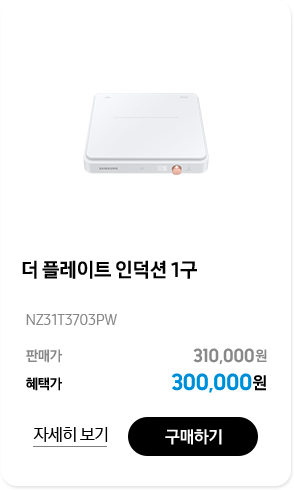 SAMSUNG
더 플레이트 인덕션 1구
NZ31T3703PW
판매가 310,000원
혜택가 300,000원
자세히 보기 구매하기